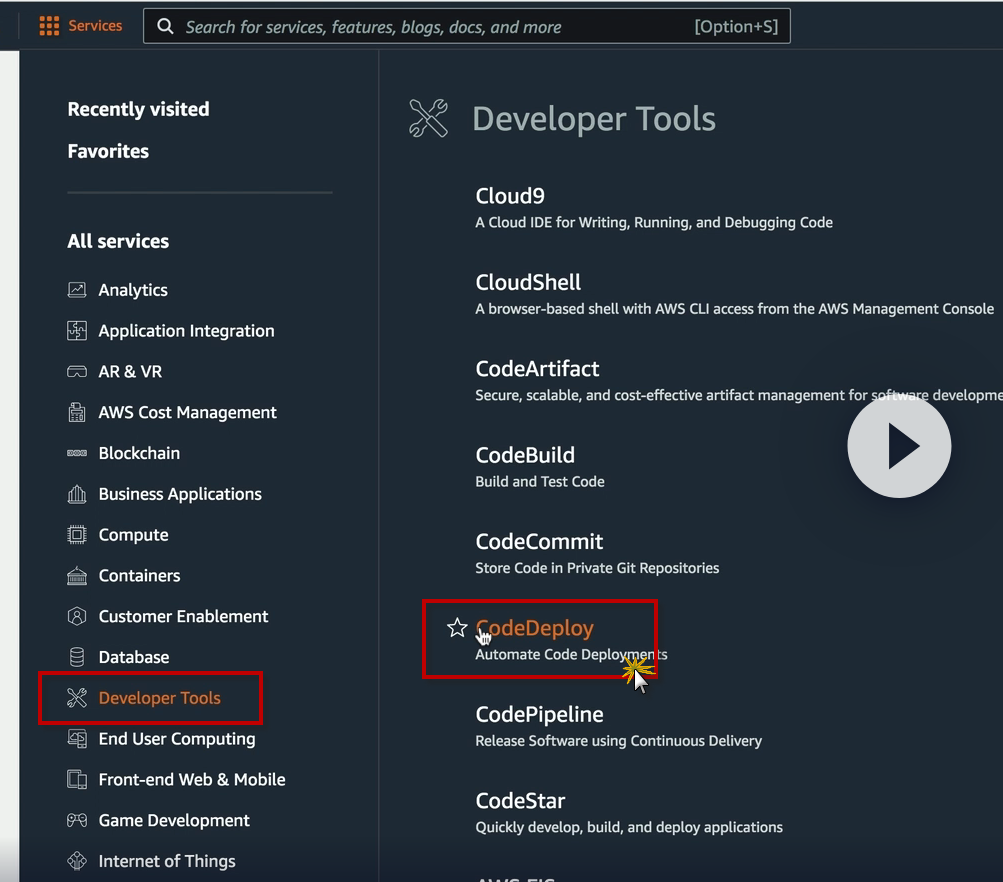 Services
Search for services, features, blogs, docs, and more
[Option+S]
Recently visited
Favorites
All services
Analytics
Application Integration
AR & VR
AWS Cost Management
Blockchain
Business Applications
Compute
Containers
Customer Enablement
Database
Developer Tools
End User Computing
Front-end Web & Mobile
Game Development
Internet of Things
Developer Tools
Cloud9
A Cloud IDE for Writing, Running, and Debugging Code
CloudShell
A browser-based shell with AWS CLI access from the AWS Management Console
CodeArtifact
Secure, scalable, and cost-effective artifact management for software developme
CodeBuild
Build and Test Code
CodeCommit
Store Code in Private Git Repositories
CodeDeploy
Automate Code Deployments
CodePipeline
Release Software using Continuous Delivery
CodeStar
Quickly develop, build, and deploy applications